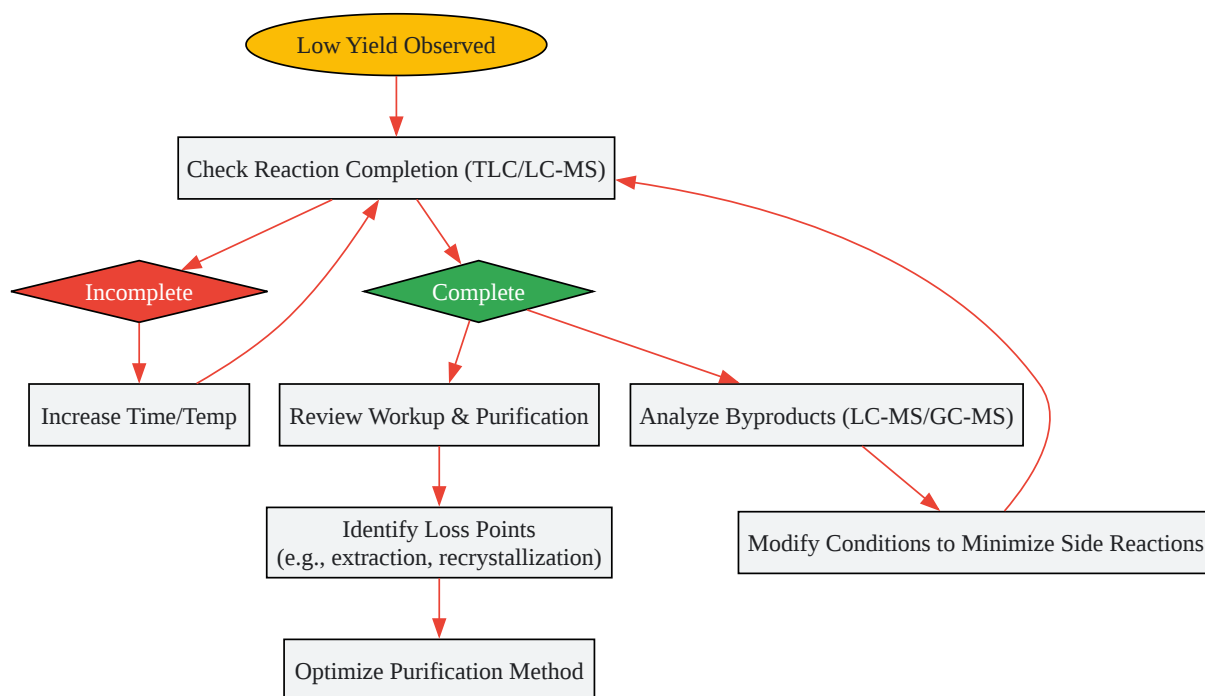 Low Yield Observed
Check Reaction Completion (TLC/LC-MS)
Incomplete
Complete
Increase Time/Temp
Review Workup & Purification
Analyze Byproducts (LC-MS/GC-MS)
Identify Loss Points
(e.g., extraction, recrystallization)
Modify Conditions to Minimize Side Reactions
Optimize Purification Method